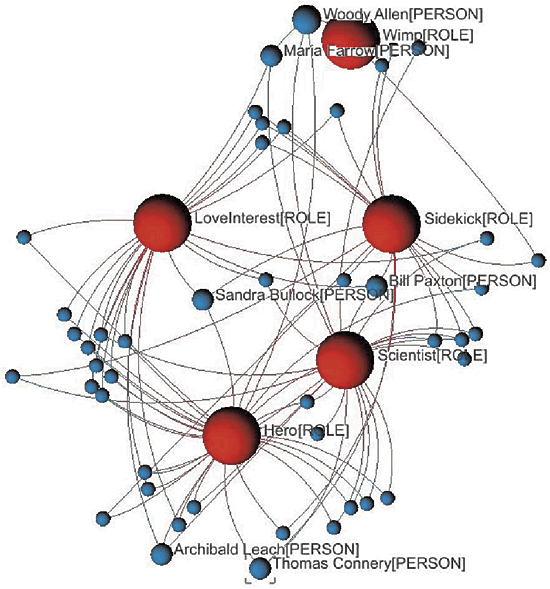 Woody Allen[PERSON]
Wimp[ROLE]
Maria Farrow[PERSON]
LoveInterest[ROLE]
Sidekick[ROLE]
Bill Paxton[PERSON]
Sandra Bullock[PERSON]
Scientist[ROLE]
Hero[ROLE]
Archibald Leach[PERSON]
Thomas Connery[PERSON]